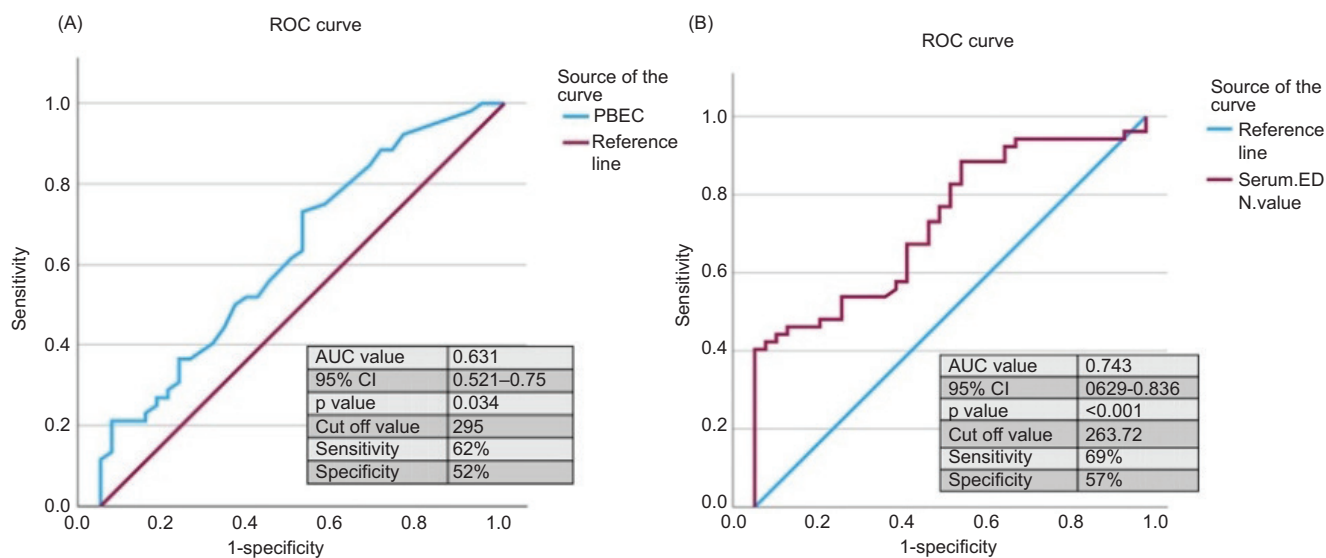 (A)
ROC curve
Source of the
curve
PBEC
Reference
line
1.0
0.8
0.6
0.4
0.2
0.0
Sensitivity
AUC value 0.631
95% CI 0.521–0.75
p value 0.034
Cut off value 295
Sensitivity 62%
Specificity 52%
0.0 0.2 0.4 0.6 0.8 1.0
1-specificity
(B)
ROC curve
Source of the
curve
Reference
line
Serum.ED
N.value
1.0
0.8
0.6
0.4
0.2
0.0
Sensitivity
AUC value 0.743
95% CI 0629-0.836
p value <0.001
Cut off value 263.72
Sensitivity 69%
Specificity 57%
0.0 0.2 0.4 0.6 0.8 1.0
1-specificity